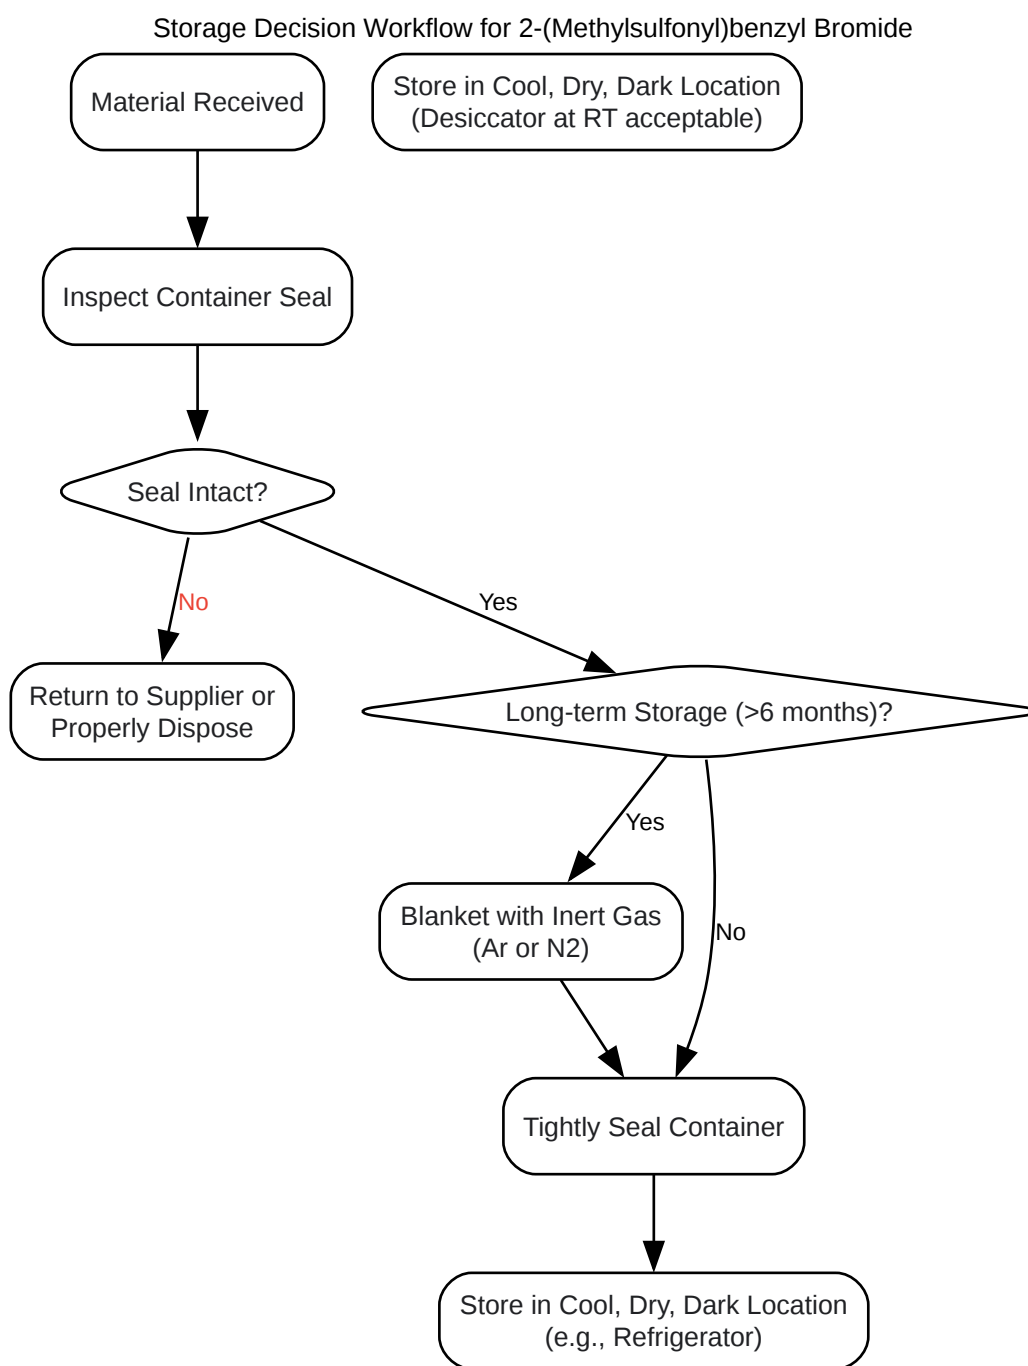 Storage Decision Workflow for 2-(Methylsulfonyl)benzyl Bromide
Material Received
Store in Cool, Dry, Dark Location
(Desiccator at RT acceptable)
Inspect Container Seal
Seal Intact?
No
Yes
Return to Supplier or
Properly Dispose
Long-term Storage (>6 months)?
Yes
Blanket with Inert Gas
(Ar or N2)
No
Tightly Seal Container
Store in Cool, Dry, Dark Location
(e.g., Refrigerator)